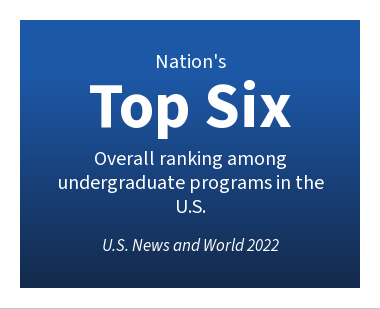 Nation's
Top Six
Overall ranking among
undergraduate programs in the
U.S.
U.S. News and World 2022